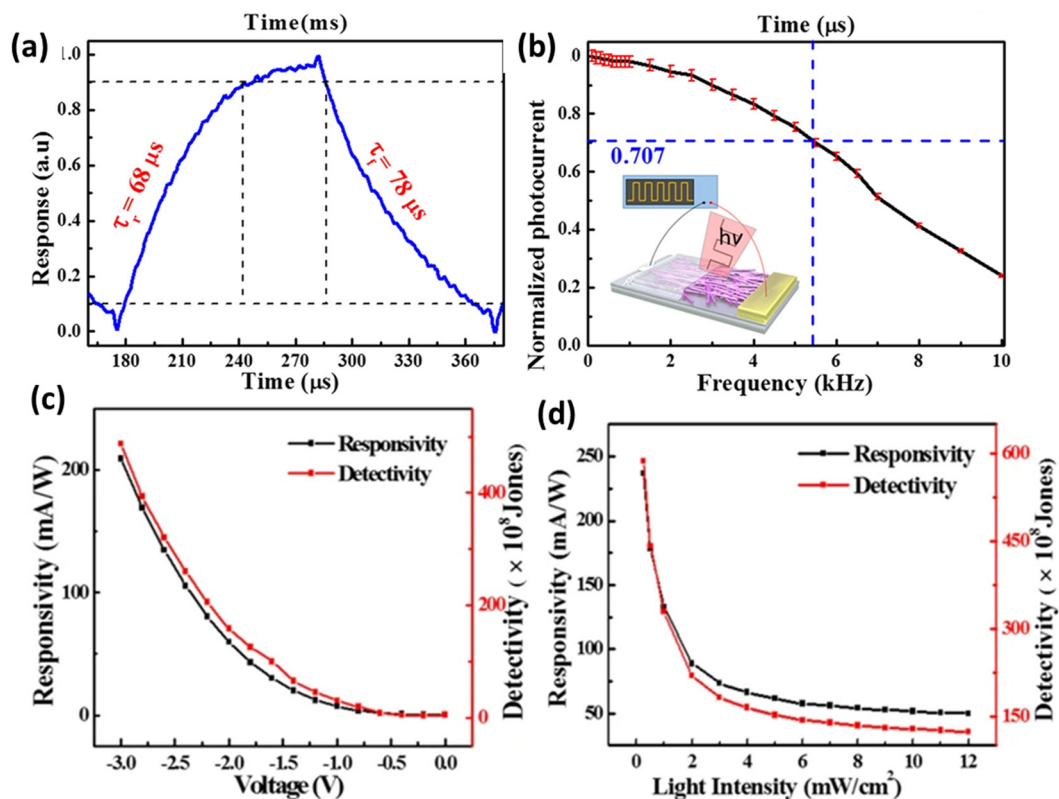 (a)
Time(ms)
1.0
0.8
0.6
0.4
0.2
0.0
Response (a.u)
τr = 68 μs
τf = 78 μs
180 210 240 270 300 330 360
Time (μs)
(b)
Time (μs)
.0
0.8
0.6
0.4
0.2
.0
Normalized photocurrent
0.707
hν
0 2 4 6 8 10
Frequency (kHz)
(c)
Responsivity
Detectivity
200
100
0
Responsivity (mA/W)
400
200
0
Detectivity ( × 10⁸ Jones)
-3.0 -2.5 -2.0 -1.5 -1.0 -0.5 0.0
Voltage (V)
(d)
Responsivity
Detectivity
250
200
150
100
50
Responsivity (mA/W)
600
450
300
150
Detectivity ( × 10⁸ Jones)
0 2 4 6 8 10 12
Light Intensity (mW/cm²)